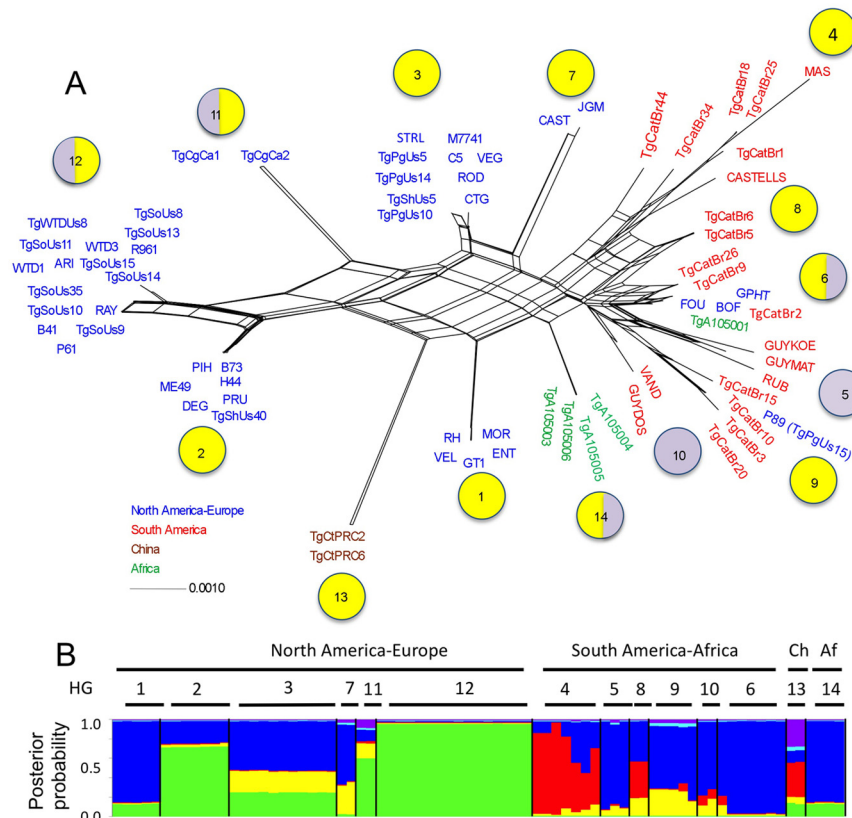 A
12
11
3
7
4
MAS
TgCatBr18
TgCatBr25
TgCatBr44
TgCatBr34
TgCatBr1
CASTELLS
8
JGM
CAST
STRL M7741
TgPgUs5 C5 VEG
TgPgUs14 ROD
TgShUs5 CTG
TgPgUs10
TgCgCa1 TgCgCa2
TgWTDUs8 TgSoUs8
TgSoUs11 WTD3 TgSoUs13
R961
WTD1 ARI TgSoUs15
TgSoUs14
TgSoUs35
TgSoUs10 RAY
B41 TgSoUs9
P61
TgCatBr6
TgCatBr5
TgCatBr26
TgCatBr9
6
FOU BOF GPHT
TgCatBr2
TgA105001
GUYKOE
GUYMAT
RUB
5
TgCatBr15
TgCatBr10
TgCatBr3
TgCatBr20
P89 (TgPgUs15)
9
VAND
GUYDOS
10
TgA105003
TgA105006
TgA105005
TgA105004
14
PIH B73
ME49 H44
DEG PRU
TgShUs40
2
RH MOR
VEL GT1 ENT
1
TgCtPRC2
TgCtPRC6
13
North America-Europe
South America
China
Africa
0.0010
B
North America-Europe South America-Africa Ch Af
HG 1 2 3 7 11 12 4 5 8 9 10 6 13 14
Posterior
probability
1.0
0.5
0.0